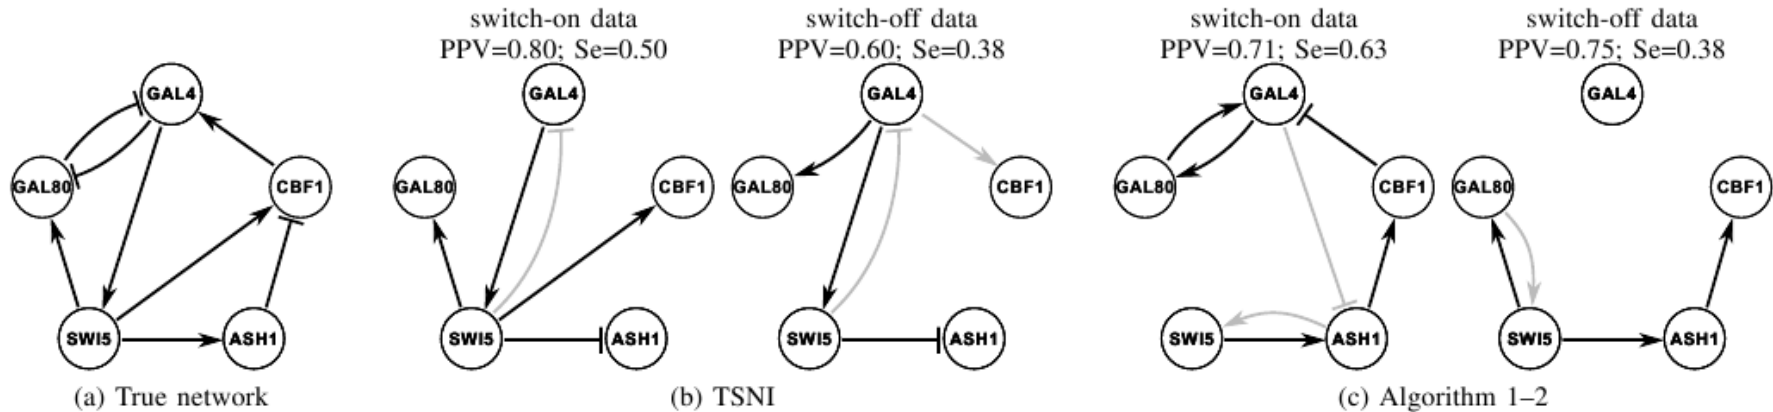 switch-on data
PPV=0.80; Se=0.50
switch-off data
PPV=0.60; Se=0.38
switch-on data
PPV=0.71; Se=0.63
switch-off data
PPV=0.75; Se=0.38
GAL4
GAL80
CBF1
SWI5
ASH1
(a) True network
GAL4
GAL80
CBF1
SWI5
ASH1
GAL4
GAL80
CBF1
SWI5
ASH1
(b) TSNI
GAL4
GAL80
CBF1
SWI5
ASH1
GAL4
GAL80
CBF1
SWI5
ASH1
(c) Algorithm 1–2